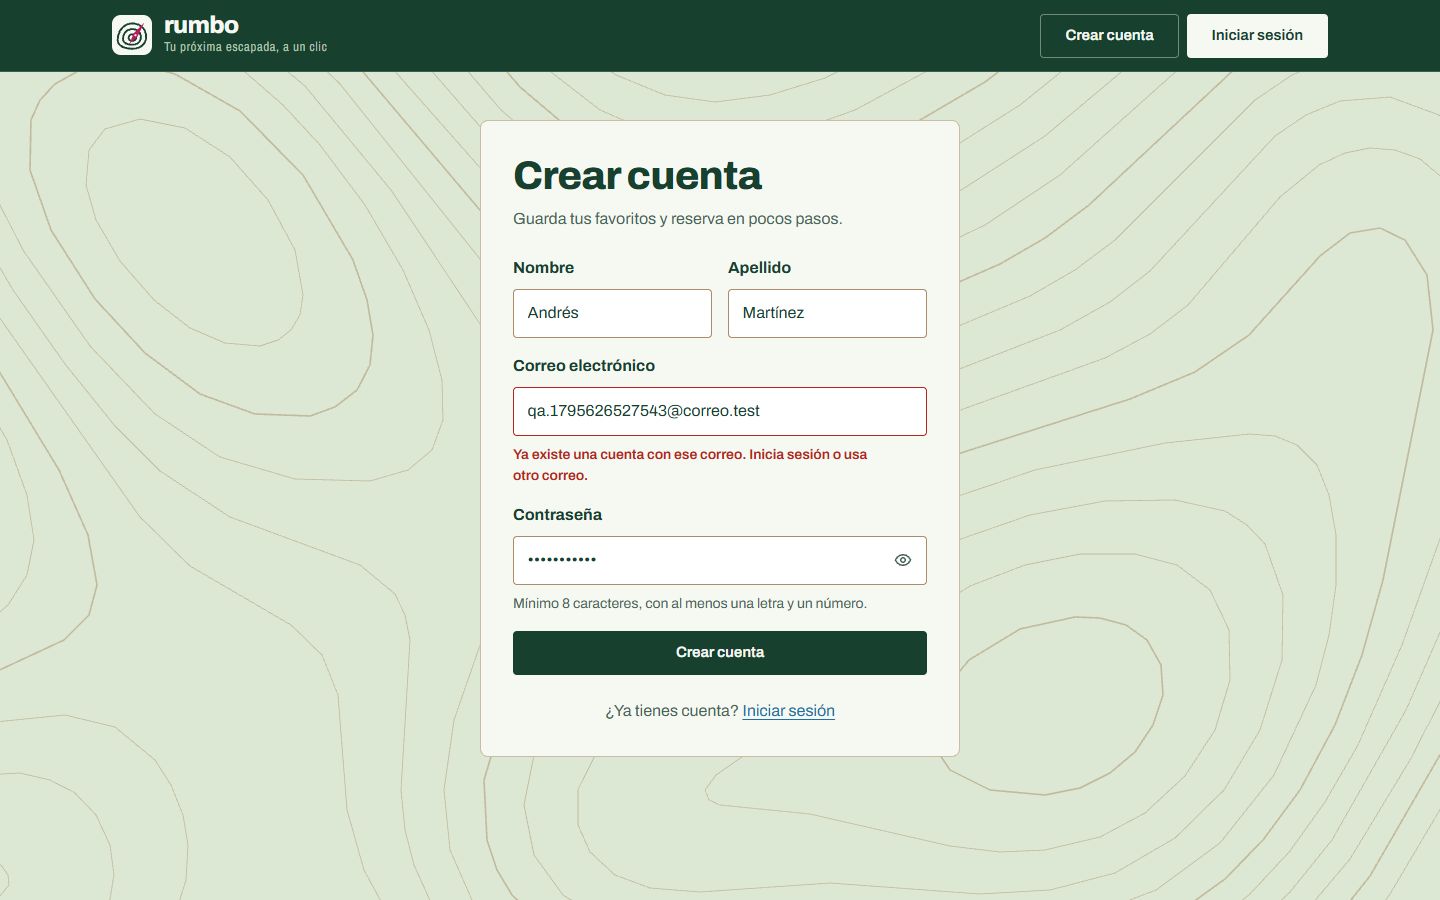 rumbo
Tu próxima escapada, a un clic
Crear cuenta
Iniciar sesión
Crear cuenta
Guarda tus favoritos y reserva en pocos pasos.
Nombre
Apellido
Andrés
Martínez
Correo electrónico
qa.1795626527543@correo.test
Ya existe una cuenta con ese correo. Inicia sesión o usa
otro correo.
Contraseña
•••••••••••
Mínimo 8 caracteres, con al menos una letra y un número.
Crear cuenta
¿Ya tienes cuenta? Iniciar sesión